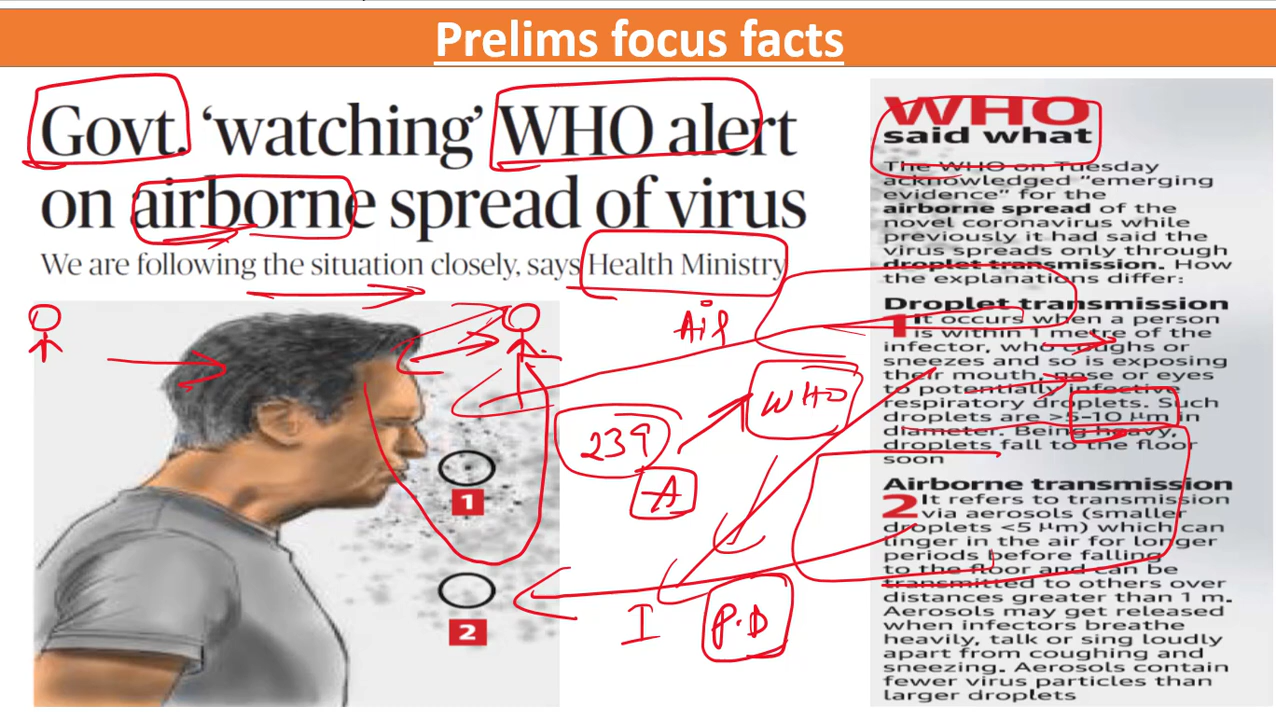 Prelims focus facts
Govt. ‘watching’ WHO alert
on airborne spread of virus
We are following the situation closely, says Health Ministry
Air
WHO
239
A
I P.D
1
2
WHO
said what
The WHO on Tuesday
acknowledged “emerging
evidence” for the
airborne spread of the
novel coronavirus while
previously it had said the
virus spreads only through
droplet transmission. How
the explanations differ:
Droplet transmission
1 It occurs when a person
is within 1 metre of the
infector, who coughs or
sneezes and so is exposing
their mouth, nose or eyes
to potentially infective
respiratory droplets. Such
droplets are >5-10 μm in
diameter. Being heavy,
droplets fall to the floor
soon
Airborne transmission
2 It refers to transmission
via aerosols (smaller
droplets <5 μm) which can
linger in the air for longer
periods before falling
to the floor and can be
transmitted to others over
distances greater than 1 m.
Aerosols may get released
when infectors breathe
heavily, talk or sing loudly
apart from coughing and
sneezing. Aerosols contain
fewer virus particles than
larger droplets